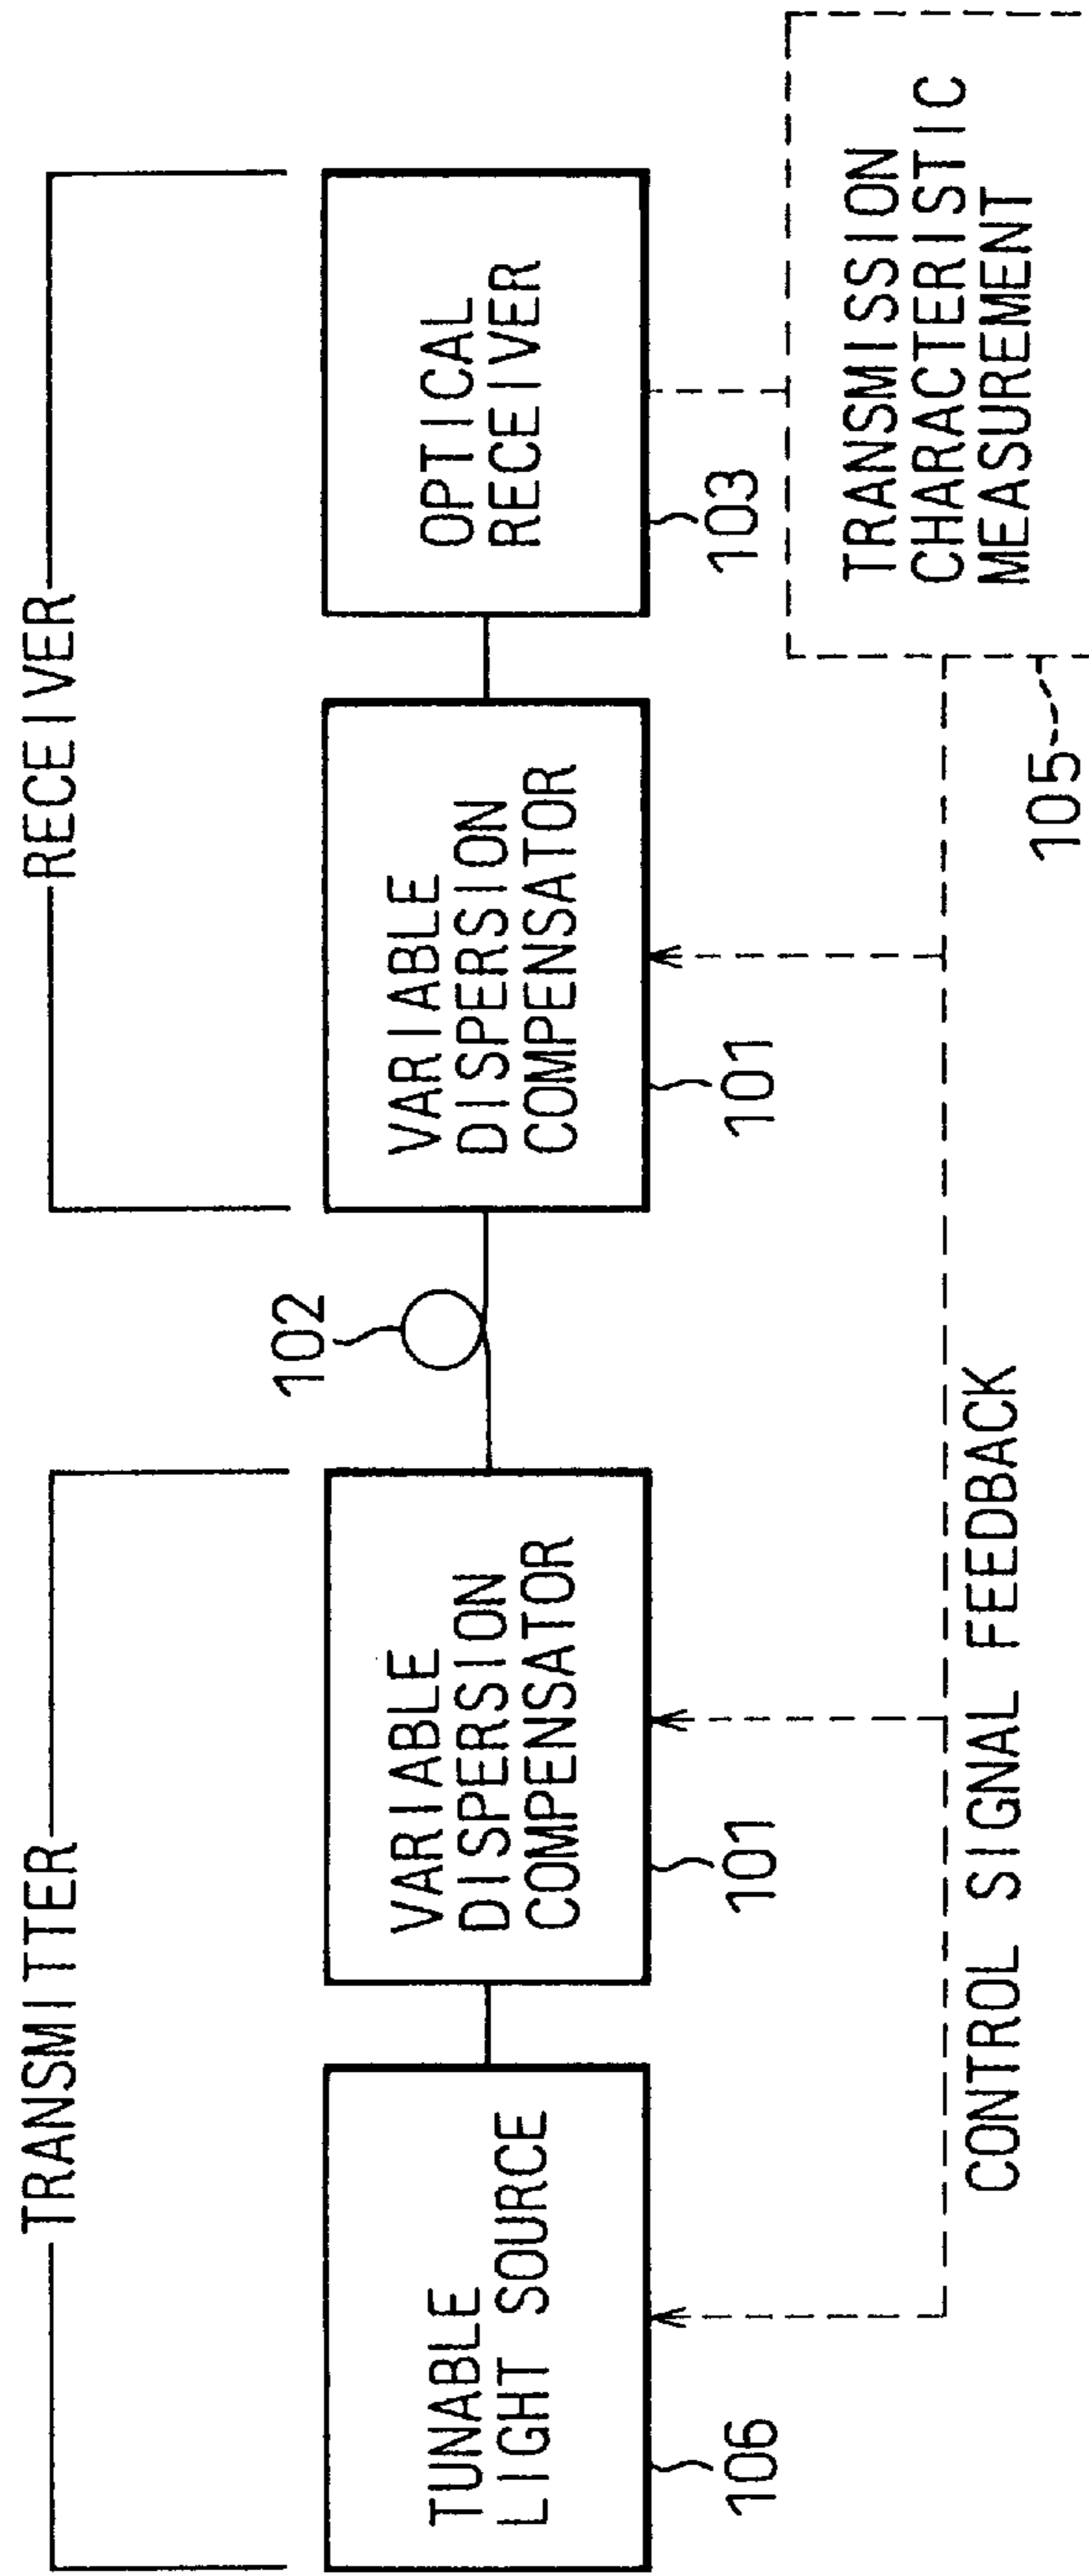 TRANSMITTER
RECEIVER
TUNABLE
LIGHT SOURCE
106
VARIABLE
DISPERSION
COMPENSATOR
101
102
VARIABLE
DISPERSION
COMPENSATOR
101
OPTICAL
RECEIVER
103
CONTROL SIGNAL FEEDBACK
105
TRANSMISSION
CHARACTERISTIC
MEASUREMENT